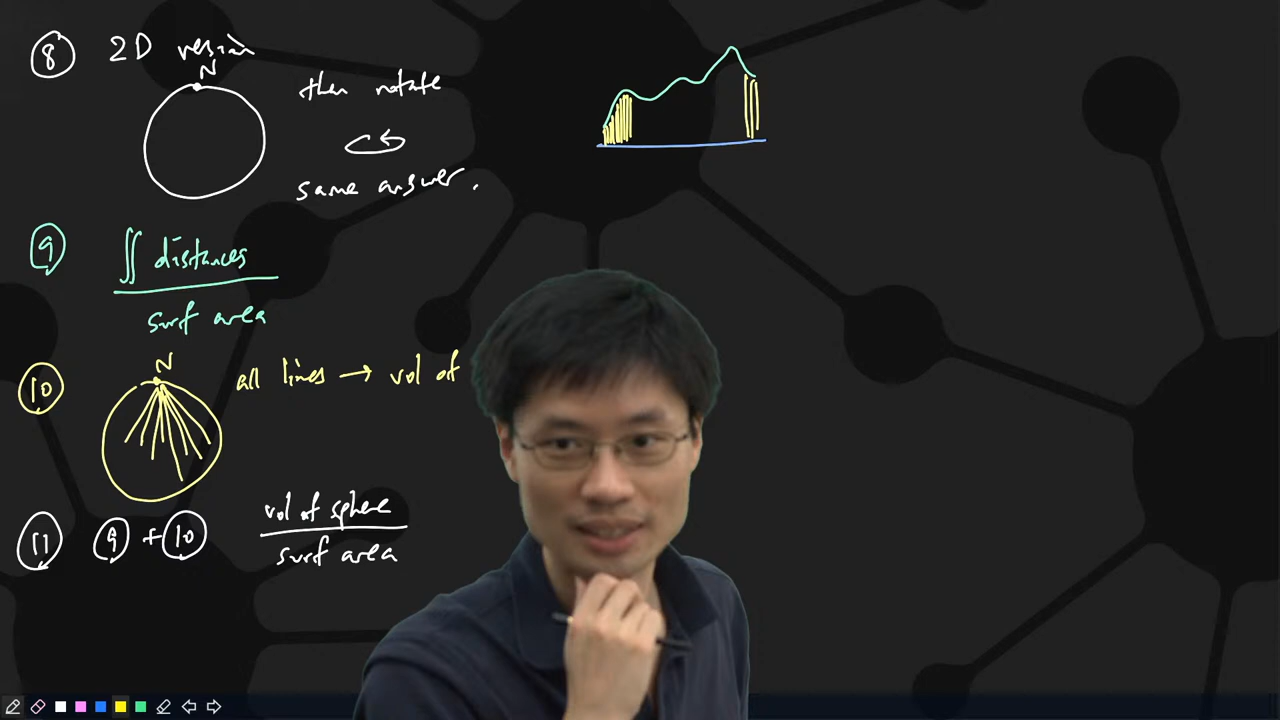 8 2D version
N
then rotate
same answer.
9 ∬ distances
surf area
10 N
all lines → vol of
11 9 + 10 vol of sphere
surf area